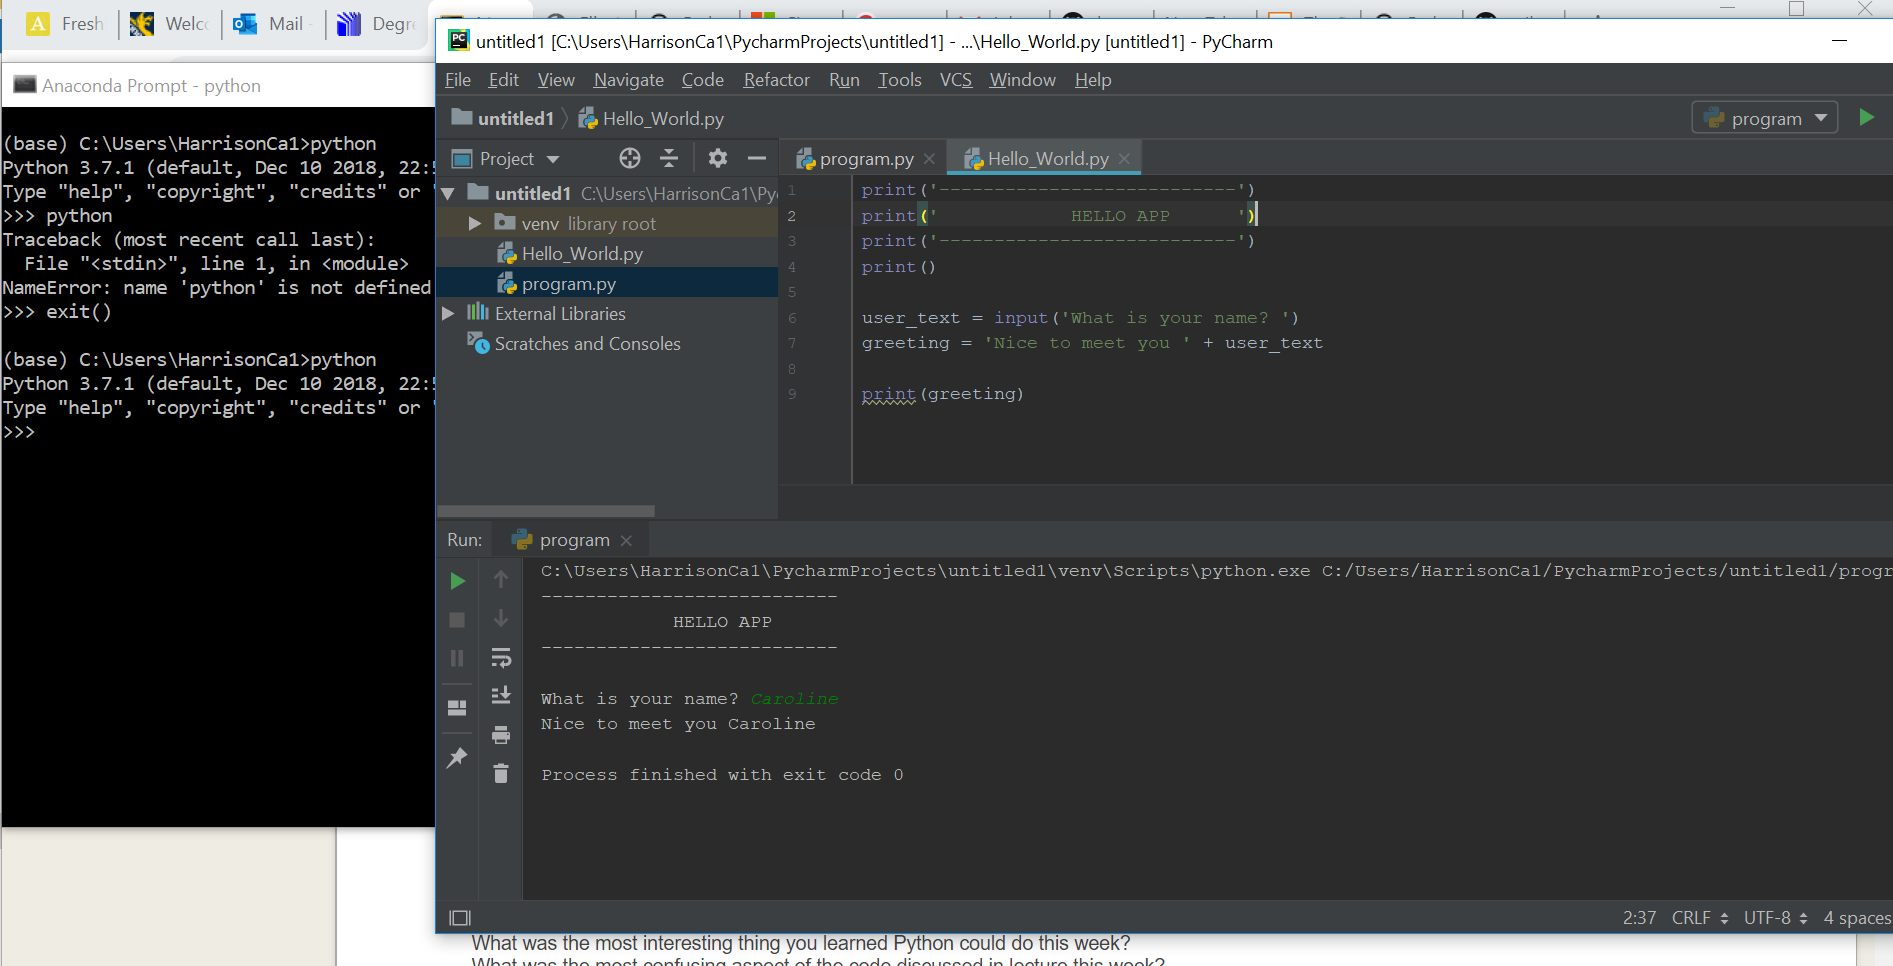 Fresh
Welc
Mail
Degre
Anaconda Prompt - python
(base) C:\Users\HarrisonCa1>python
Python 3.7.1 (default, Dec 10 2018, 22:5
Type "help", "copyright", "credits" or "
>>> python
Traceback (most recent call last):
  File "<stdin>", line 1, in <module>
NameError: name 'python' is not defined
>>> exit()
(base) C:\Users\HarrisonCa1>python
Python 3.7.1 (default, Dec 10 2018, 22:5
Type "help", "copyright", "credits" or "
>>>
PC untitled1 [C:\Users\HarrisonCa1\PycharmProjects\untitled1] - ...\Hello_World.py [untitled1] - PyCharm
File Edit View Navigate Code Refactor Run Tools VCS Window Help
untitled1 Hello_World.py
program
Project
program.py Hello_World.py
untitled1 C:\Users\HarrisonCa1\Py
venv library root
Hello_World.py
program.py
External Libraries
Scratches and Consoles
1 print('---------------------------')
2 print('            HELLO APP      ')
3 print('---------------------------')
4 print()
5
6 user_text = input('What is your name? ')
7 greeting = 'Nice to meet you ' + user_text
8
9 print(greeting)
Run: program
C:\Users\HarrisonCa1\PycharmProjects\untitled1\venv\Scripts\python.exe C:/Users/HarrisonCa1/PycharmProjects/untitled1/progr
---------------------------
            HELLO APP
---------------------------
What is your name? Caroline
Nice to meet you Caroline
Process finished with exit code 0
2:37 CRLF UTF-8 4 spaces
What was the most interesting thing you learned Python could do this week?
What was the most confusing aspect of the code discussed in lecture this week?